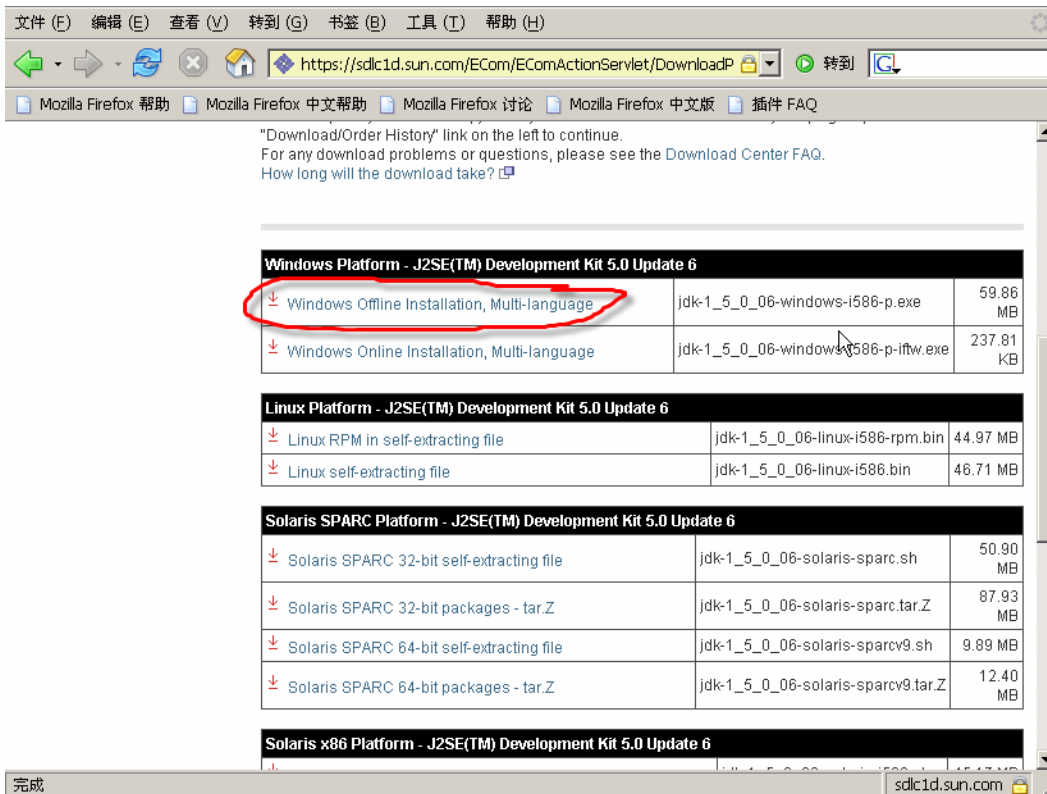 文件 (F) 编辑 (E) 查看 (V) 转到 (G) 书签 (B) 工具 (T) 帮助 (H)
https://sdlc1d.sun.com/ECom/EComActionServlet/DownloadP 转到 G
Mozilla Firefox 帮助 Mozilla Firefox 中文帮助 Mozilla Firefox 讨论 Mozilla Firefox 中文版 插件 FAQ
"Download/Order History" link on the left to continue.
For any download problems or questions, please see the Download Center FAQ.
How long will the download take?
Windows Platform - J2SE(TM) Development Kit 5.0 Update 6
Windows Offline Installation, Multi-language jdk-1_5_0_06-windows-i586-p.exe 59.86 MB
Windows Online Installation, Multi-language jdk-1_5_0_06-windows-i586-p-iftw.exe 237.81 KB
Linux Platform - J2SE(TM) Development Kit 5.0 Update 6
Linux RPM in self-extracting file jdk-1_5_0_06-linux-i586-rpm.bin 44.97 MB
Linux self-extracting file jdk-1_5_0_06-linux-i586.bin 46.71 MB
Solaris SPARC Platform - J2SE(TM) Development Kit 5.0 Update 6
Solaris SPARC 32-bit self-extracting file jdk-1_5_0_06-solaris-sparc.sh 50.90 MB
Solaris SPARC 32-bit packages - tar.Z jdk-1_5_0_06-solaris-sparc.tar.Z 87.93 MB
Solaris SPARC 64-bit self-extracting file jdk-1_5_0_06-solaris-sparcv9.sh 9.89 MB
Solaris SPARC 64-bit packages - tar.Z jdk-1_5_0_06-solaris-sparcv9.tar.Z 12.40 MB
Solaris x86 Platform - J2SE(TM) Development Kit 5.0 Update 6
完成 sdlc1d.sun.com